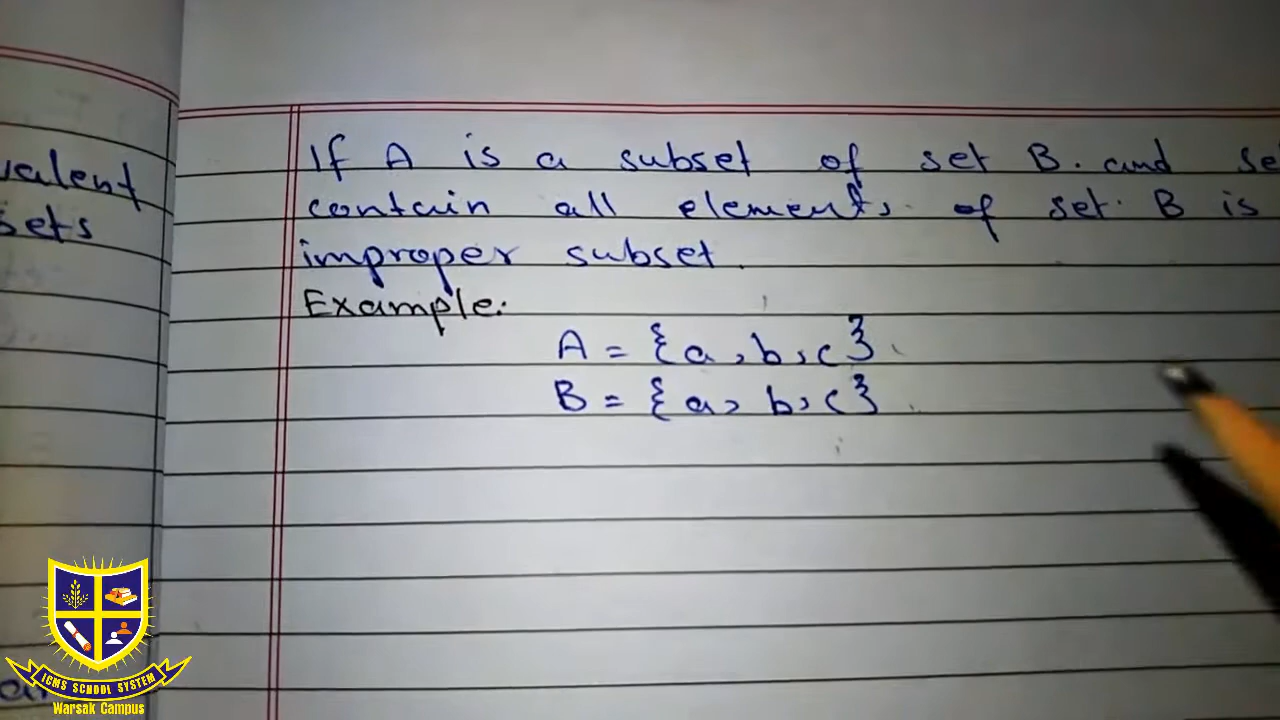 valent
sets
If A is a subset of set B. and se
contain all elements of set B is
improper subset.
Example:
A = {a, b, c}
B = {a, b, c}
ICMS SCHOOL SYSTEM
Warsak Campus